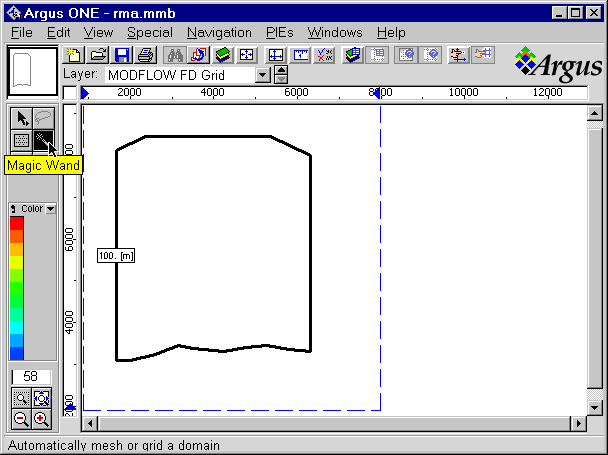 Argus ONE - rma.mmb
File Edit View Special Navigation PIEs Windows Help
Layer: MODFLOW FD Grid
Argus
2000 4000 6000 8000 10000 12000
Magic Wand
Color
6000
100. [m]
4000
58
2000
Automatically mesh or grid a domain